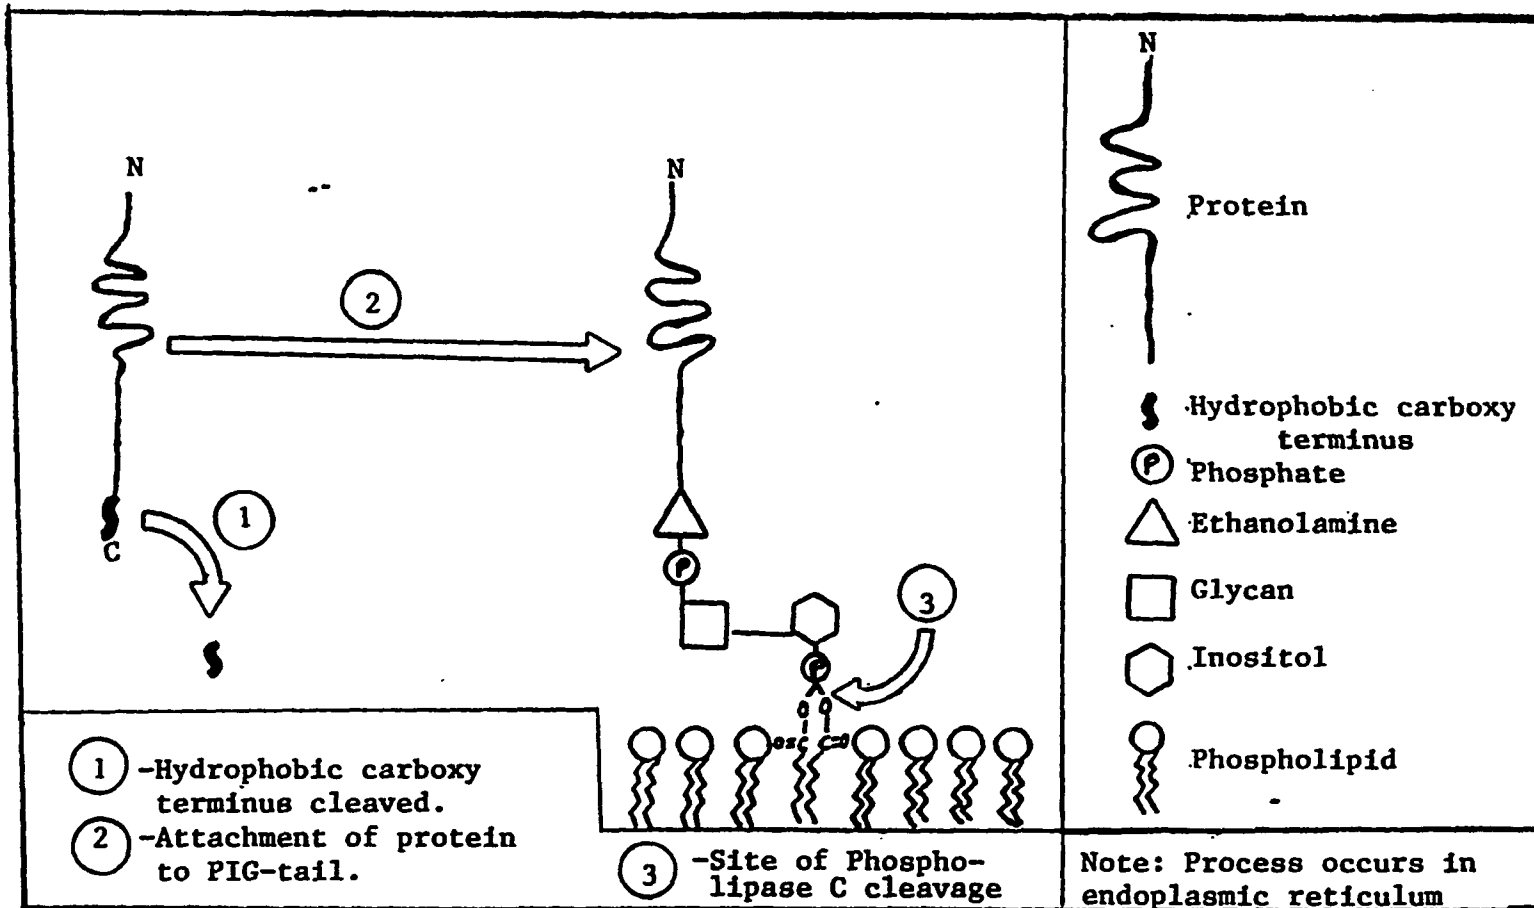 N
N
N
Protein
2
Hydrophobic carboxy
terminus
P
Phosphate
1
C
Ethanolamine
P
3
Glycan
P
Inositol
O O
O=C C=O
Phospholipid
1 -Hydrophobic carboxy
terminus cleaved.
2 -Attachment of protein
to PIG-tail.
3 -Site of Phospho-
lipase C cleavage
Note: Process occurs in
endoplasmic reticulum